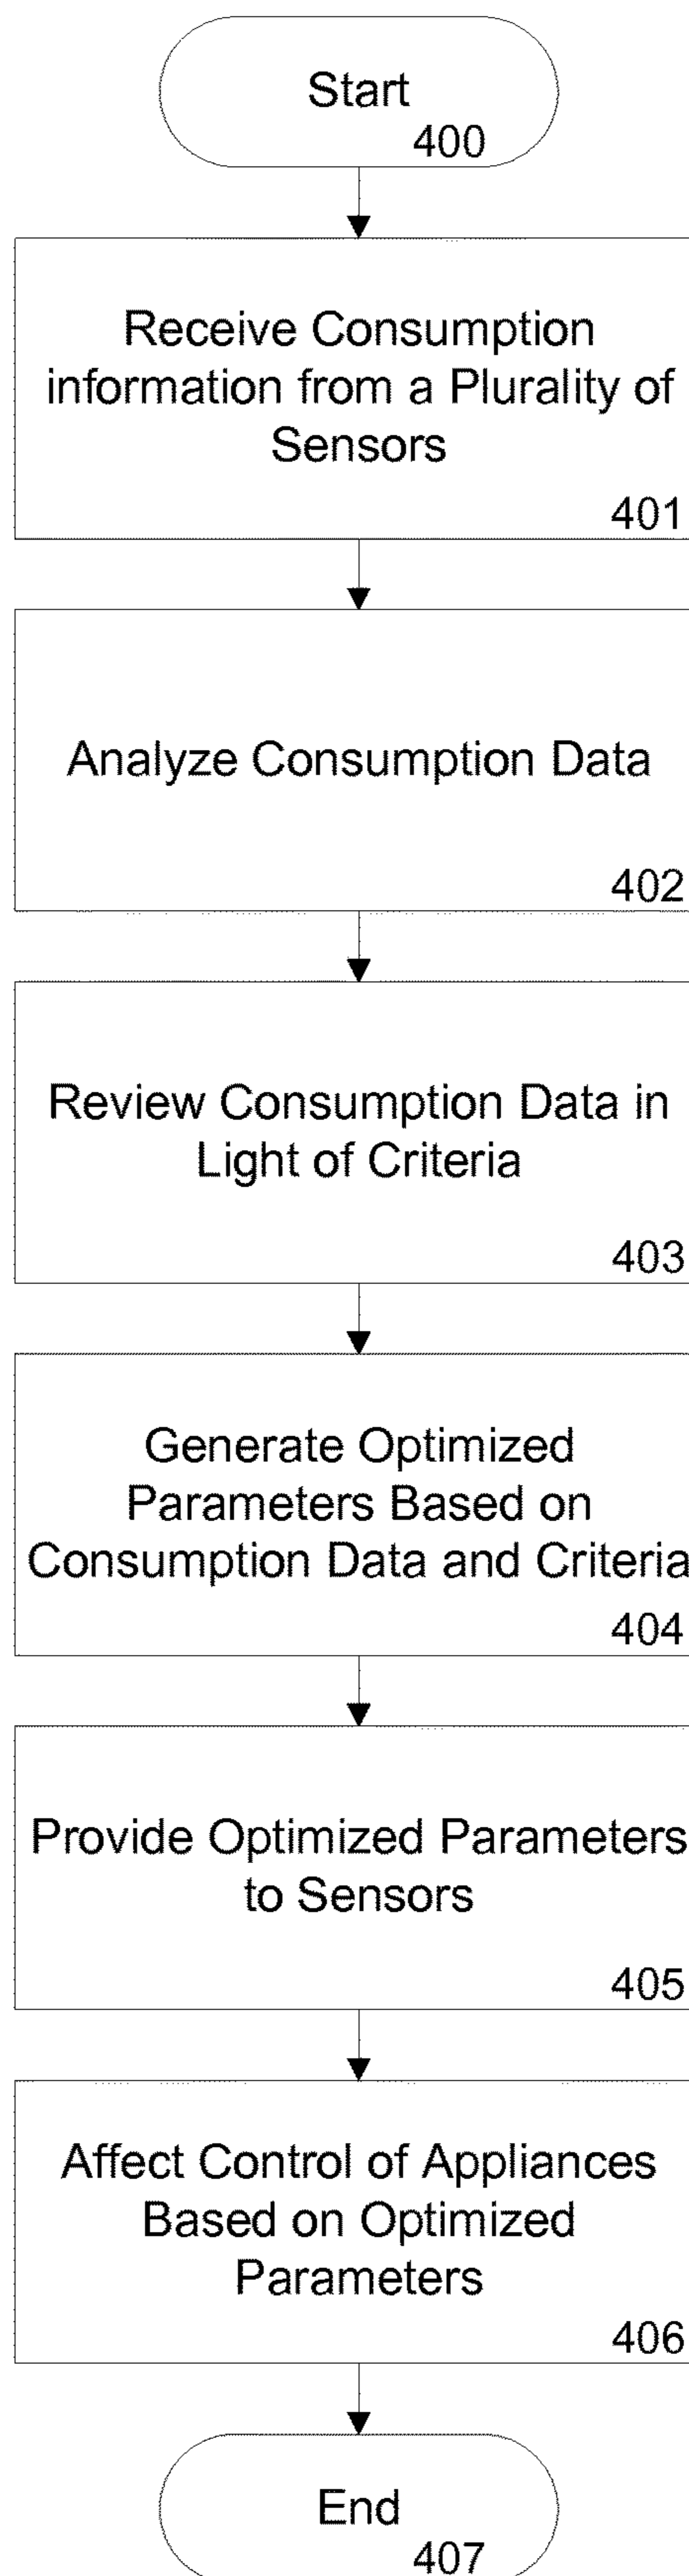 Start
400
Receive Consumption
information from a Plurality of
Sensors
401
Analyze Consumption Data
402
Review Consumption Data in
Light of Criteria
403
Generate Optimized
Parameters Based on
Consumption Data and Criteria
404
Provide Optimized Parameters
to Sensors
405
Affect Control of Appliances
Based on Optimized
Parameters
406
End
407